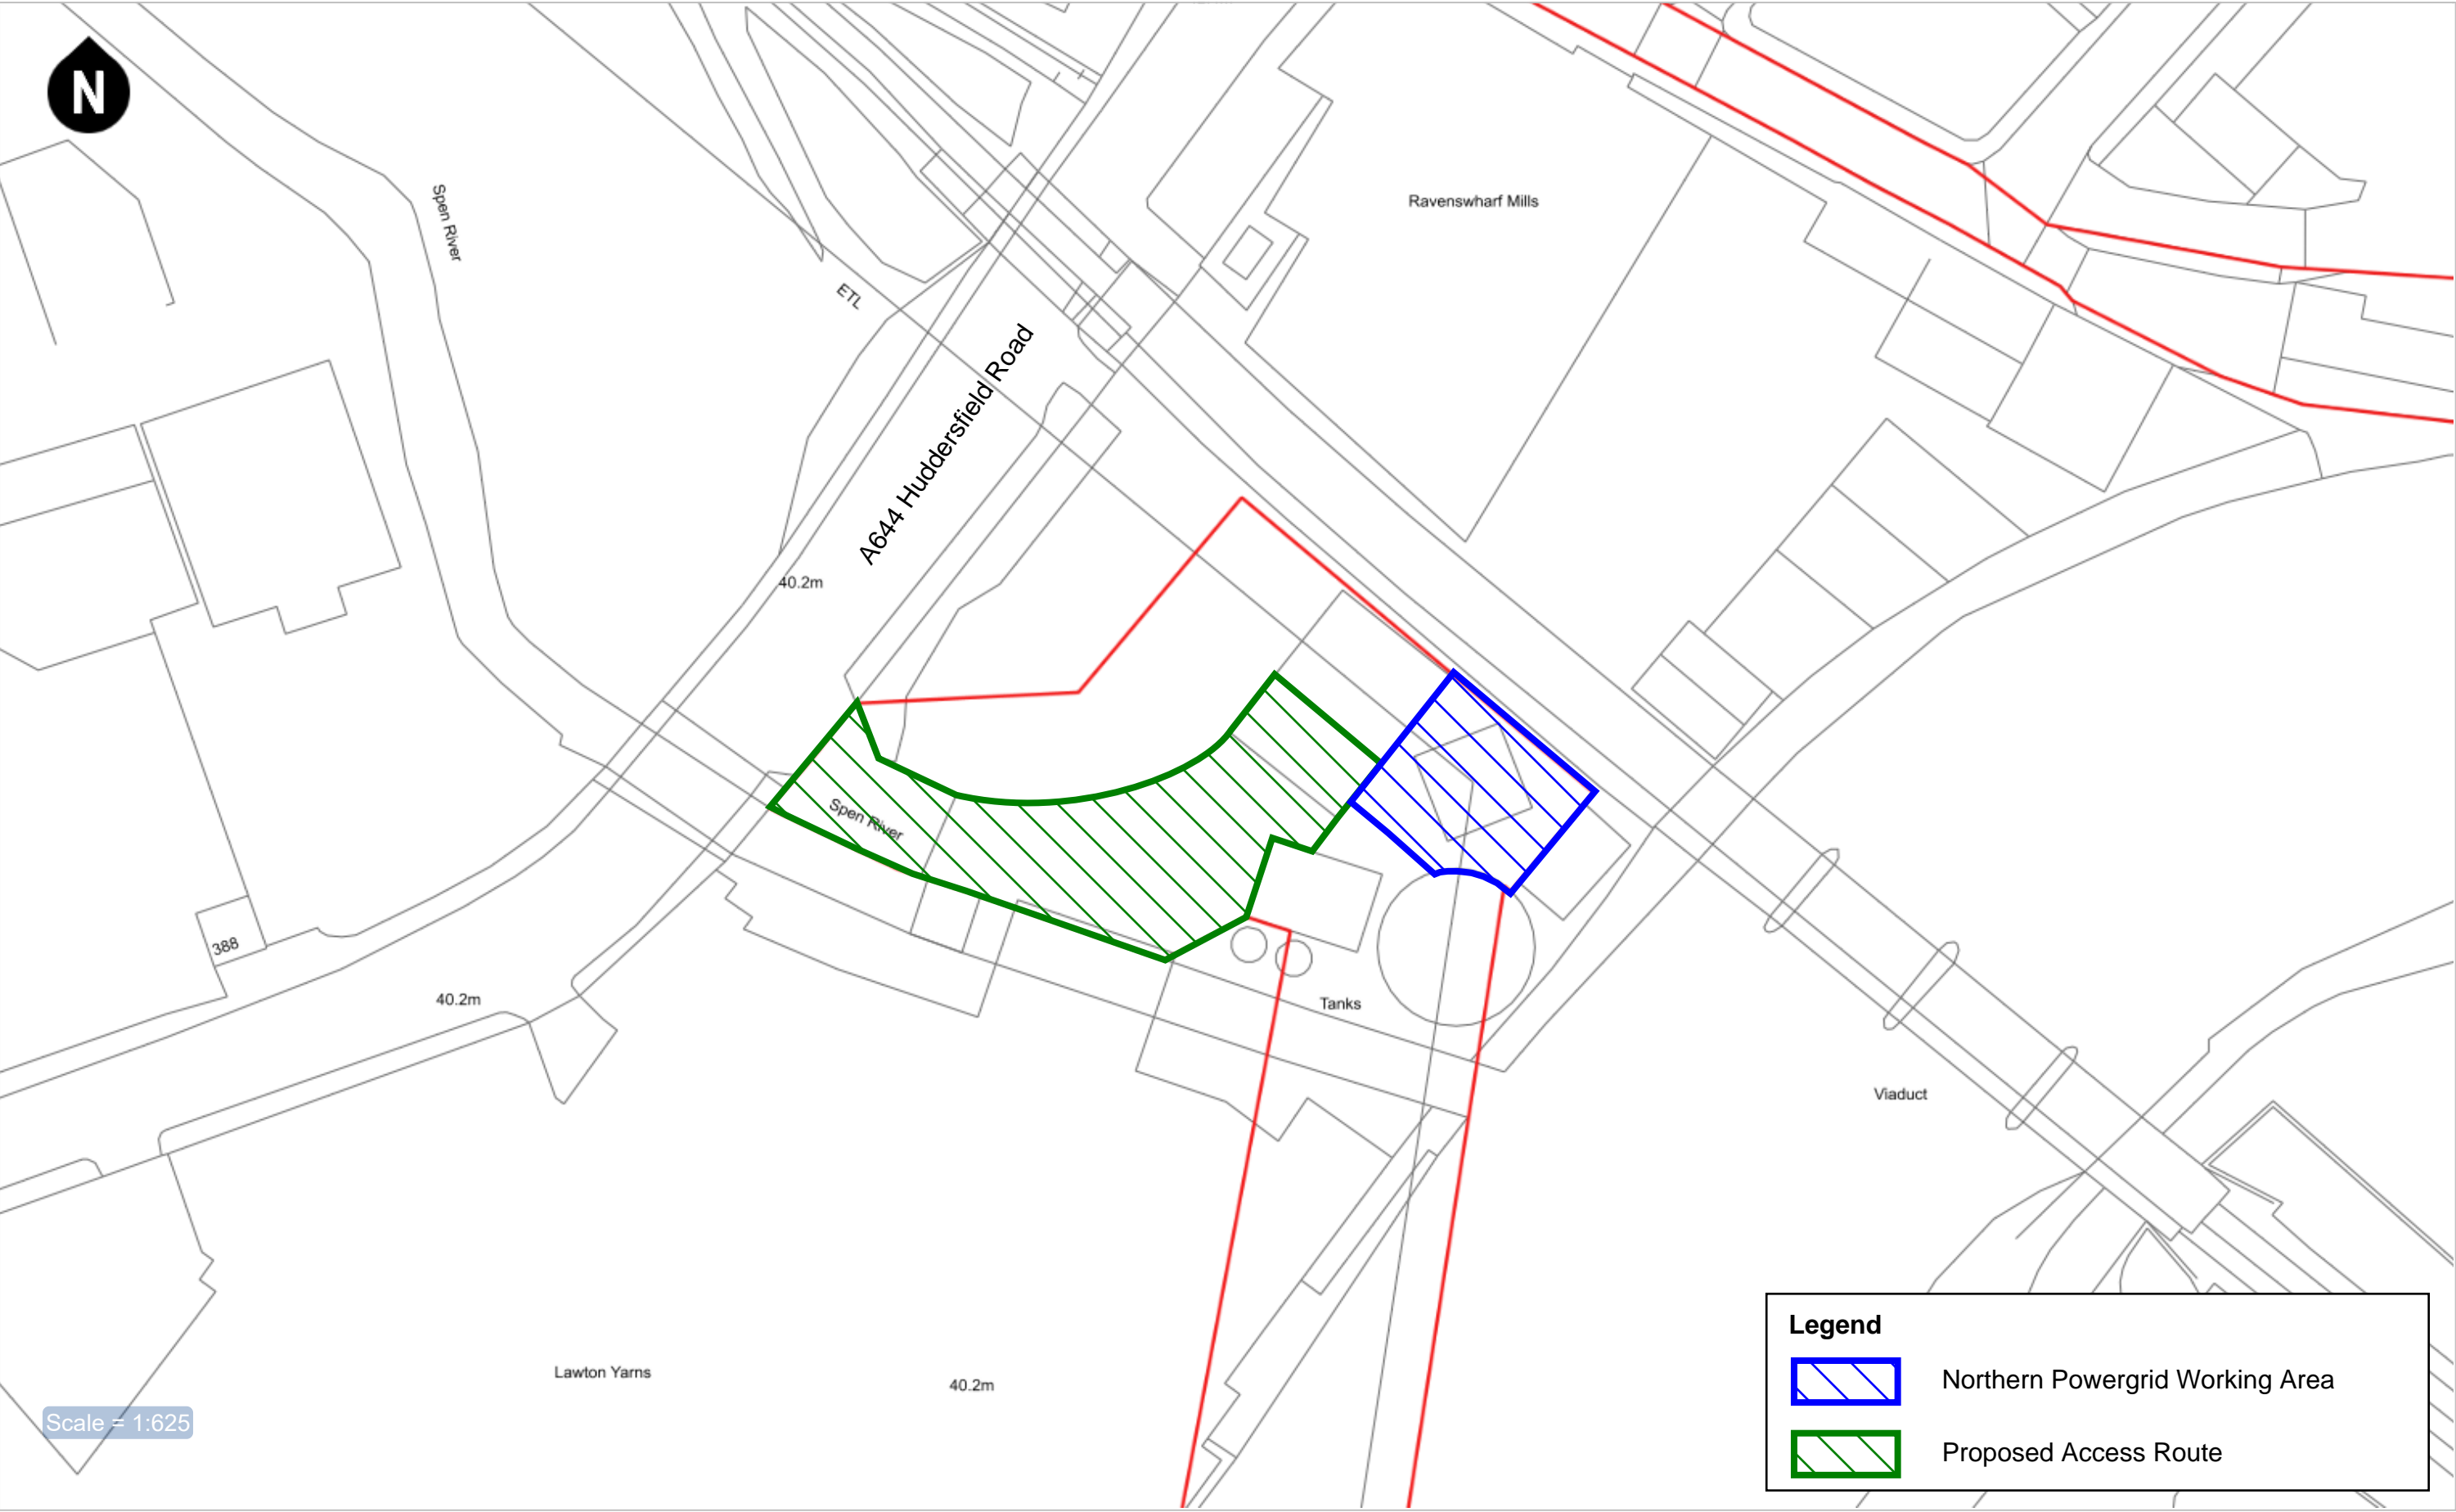 N
Spen River
Ravenswharf Mills
ETL
A644 Huddersfield Road
40.2m
Spen River
388
40.2m
Tanks
Viaduct
Lawton Yarns
40.2m
Scale = 1:625
Legend
Northern Powergrid Working Area
Proposed Access Route